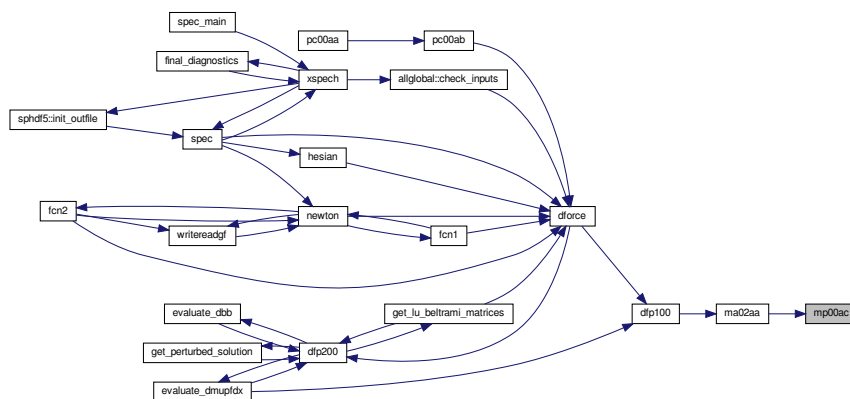 spec_main
pc00aa
pc00ab
final_diagnostics
xspech
allglobal::check_inputs
sphdf5::init_outfile
spec
hesian
fcn2
newton
dforce
writereadgf
fcn1
evaluate_dbb
get_lu_beltrami_matrices
dfp100
ma02aa
mp00ac
get_perturbed_solution
dfp200
evaluate_dmupfdx